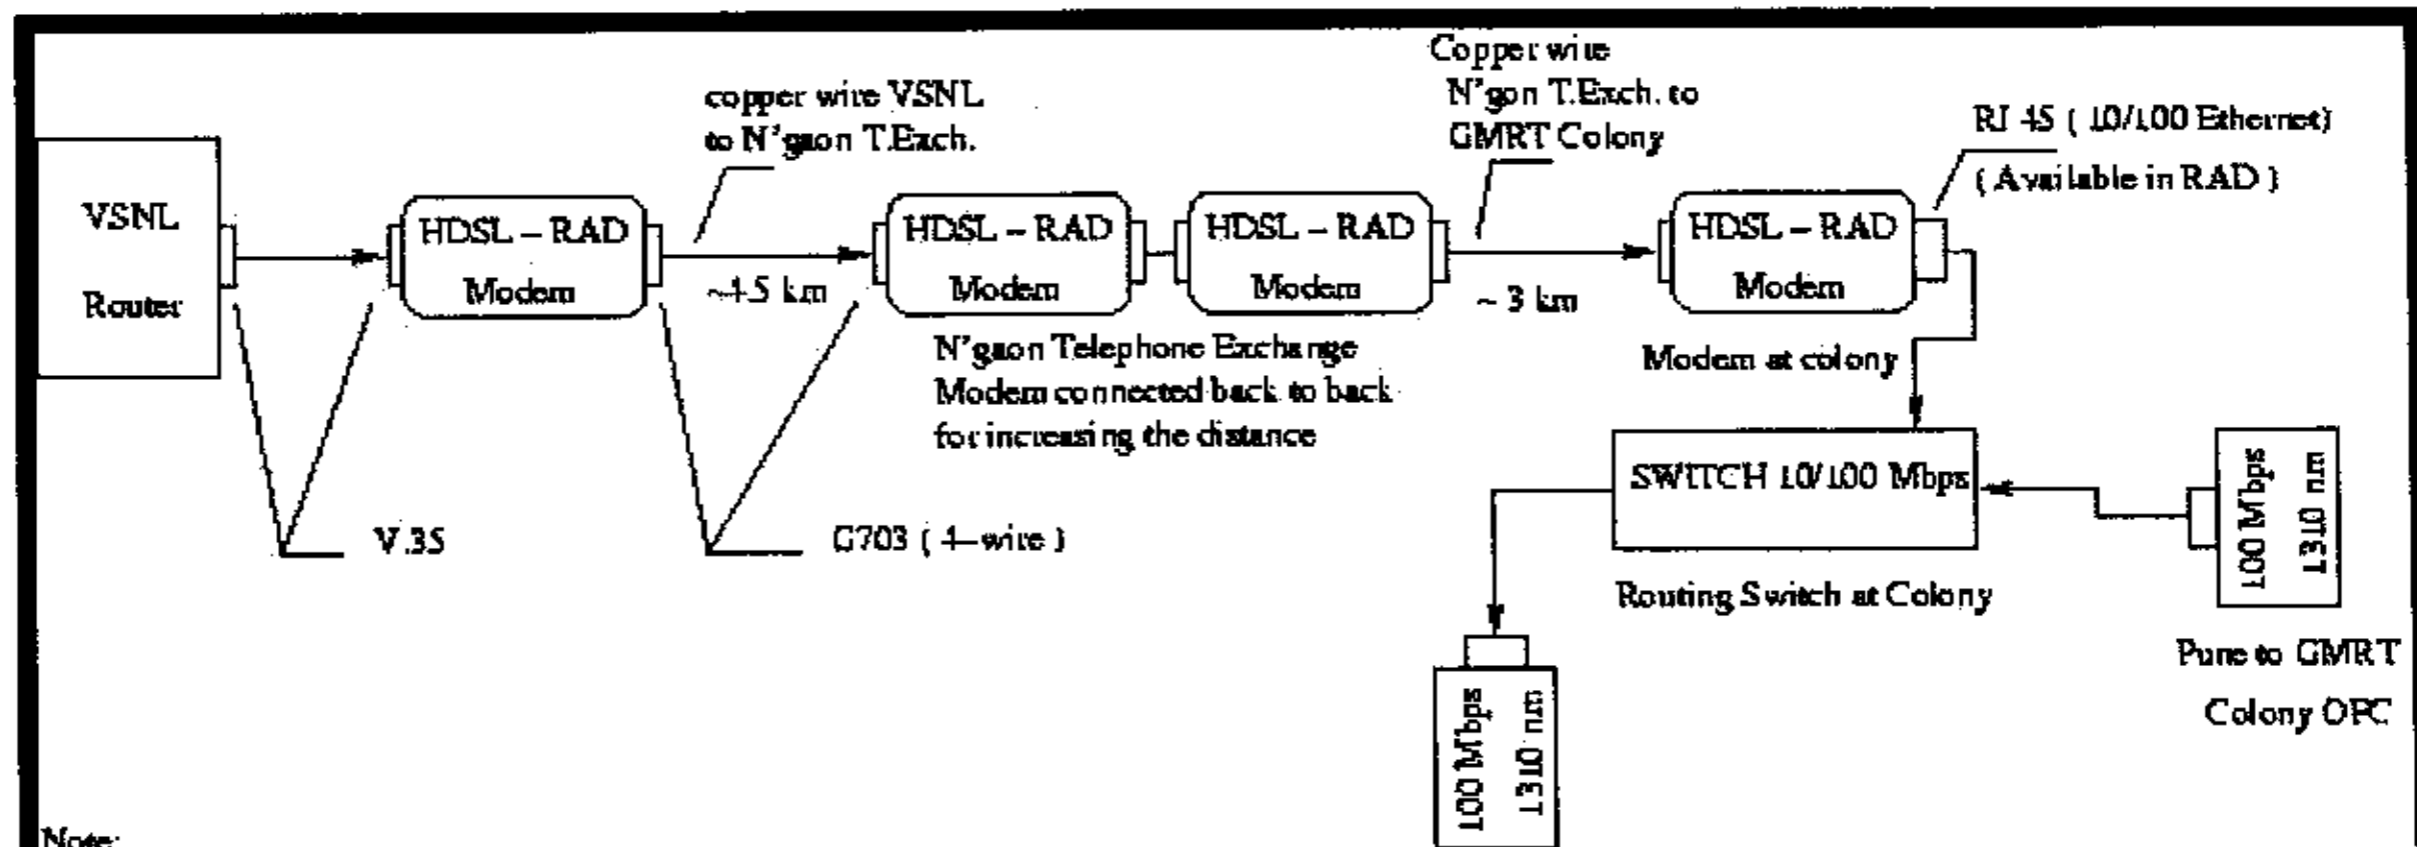 copper wire VSNL
to N'gaon T.Exch.
Copper wire
N'gon T.Exch. to
GMRT Colony
RJ 45 ( 10/100 Ethernet)
( Available in RAD )
VSNL
Router
HDSL – RAD
Modem
HDSL – RAD
Modem
HDSL – RAD
Modem
HDSL – RAD
Modem
~ 3 km
N'gaon Telephone Exchange
Modem connected back to back
for increasing the distance
Modem at colony
V.35
G703 ( 4–wire )
SWITCH 10/100 Mbps
Routing Switch at Colony
100 Mbps
1310 nm
Pune to GMRT
Colony OFC
100 Mbps
1310 nm
Note: